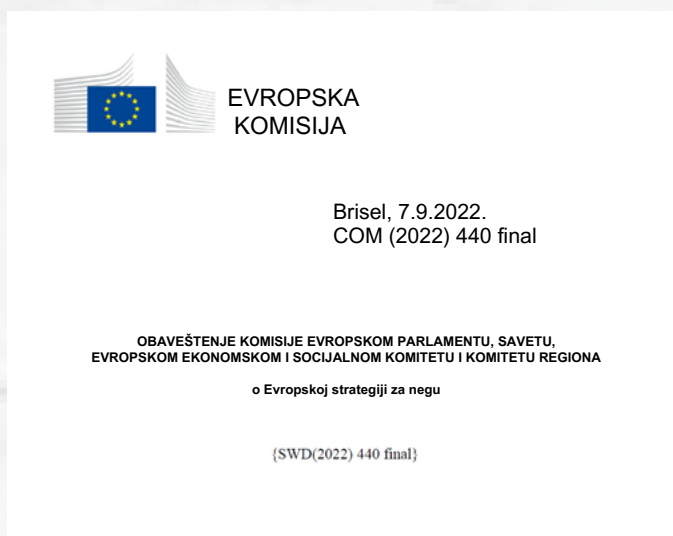 EVROPSKA
KOMISIJA
Brisel, 7.9.2022.
COM (2022) 440 final
OBAVEŠTENJE KOMISIJE EVROPSKOM PARLAMENTU, SAVETU,
EVROPSKOM EKONOMSKOM I SOCIJALNOM KOMITETU I KOMITETU REGIONA
o Evropskoj strategiji za negu
{SWD(2022) 440 final}